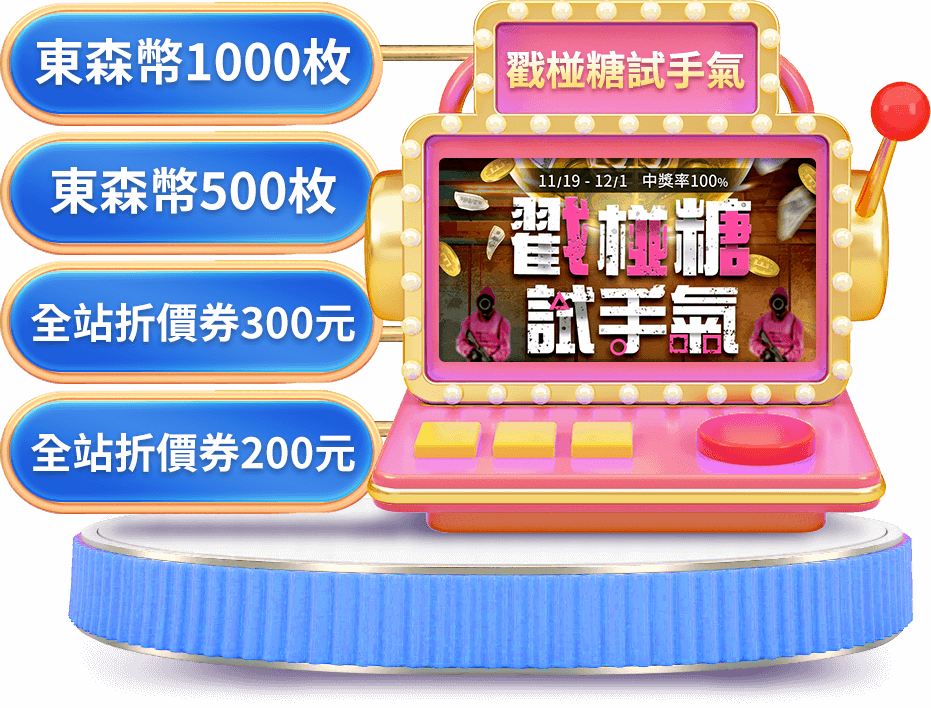 東森幣1000枚
東森幣500枚
全站折價券300元
全站折價券200元
戳椪糖試手氣
11/19 - 12/1 中獎率100%
戳椪糖
試手氣